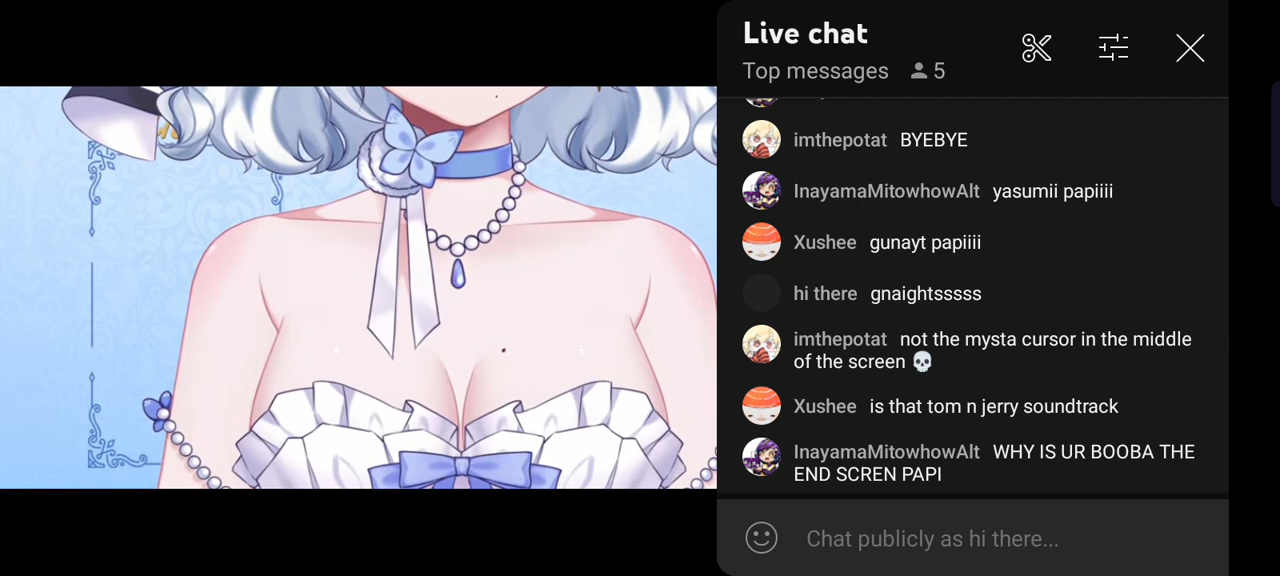 Live chat
Top messages 5
imthepotat BYEBYE
InayamaMitowhowAlt yasumii papiiii
Xushee gunayt papiiii
hi there gnaightsssss
imthepotat not the mysta cursor in the middle
of the screen 💀
Xushee is that tom n jerry soundtrack
InayamaMitowhowAlt WHY IS UR BOOBA THE
END SCREN PAPI
Chat publicly as hi there...